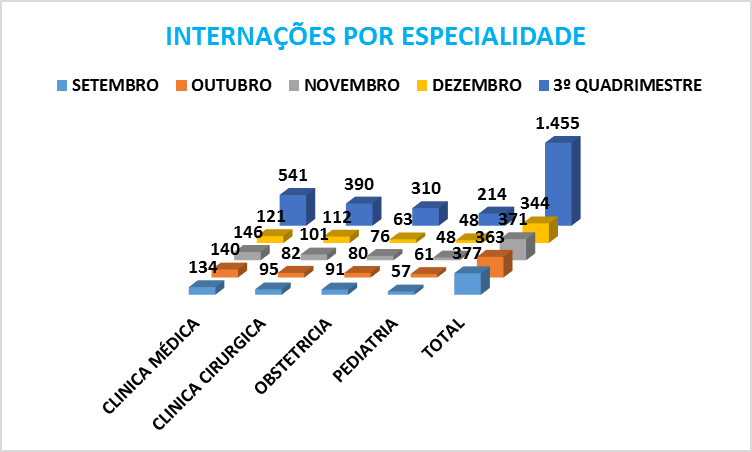 INTERNAÇÕES POR ESPECIALIDADE
SETEMBRO OUTUBRO NOVEMBRO DEZEMBRO 3º QUADRIMESTRE
1.455
541 390 310 214
121 112 63 48 344
146 101 76 48 371
140 82 80 61 363
134 95 91 57 377
CLINICA MÉDICA
CLINICA CIRURGICA
OBSTETRICIA
PEDIATRIA
TOTAL